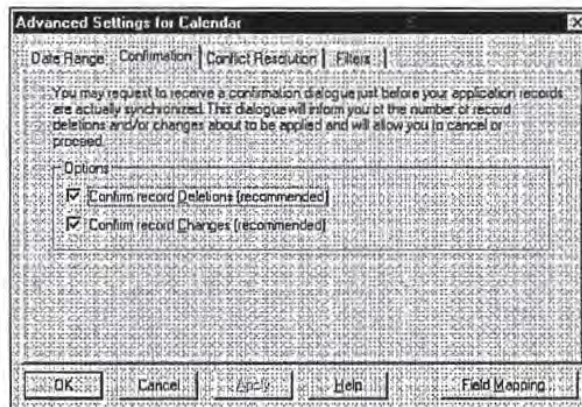 Advanced Settings for Calendar
Date Range Confirmation Conflict Resolution Filters
You may request to receive a confirmation dialogue just before your application records
are actually synchronized. This dialogue will inform you of the number of record
deletions and/or changes about to be applied and will allow you to cancel or
proceed.
Options
Confirm record Deletions (recommended)
Confirm record Changes (recommended)
OK Cancel Apply Help Field Mapping